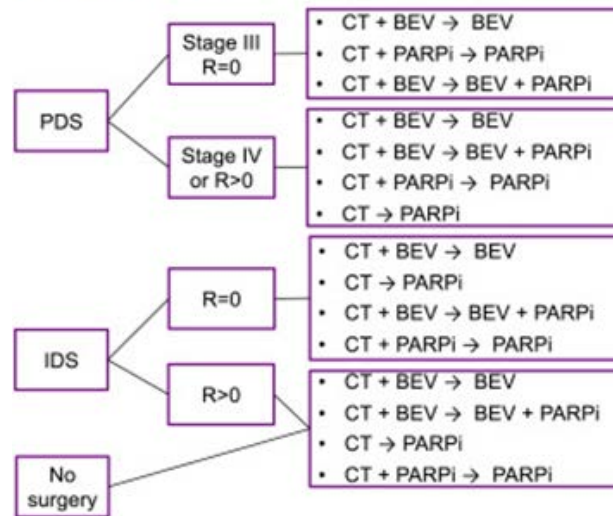 PDS
Stage III
R=0
• CT + BEV → BEV
• CT + PARPi → PARPi
• CT + BEV → BEV + PARPi
Stage IV
or R>0
• CT + BEV → BEV
• CT + BEV → BEV + PARPi
• CT + PARPi → PARPi
• CT → PARPi
IDS
R=0
• CT + BEV → BEV
• CT → PARPi
• CT + BEV → BEV + PARPi
• CT + PARPi → PARPi
R>0
No
surgery
• CT + BEV → BEV
• CT + BEV → BEV + PARPi
• CT → PARPi
• CT + PARPi → PARPi